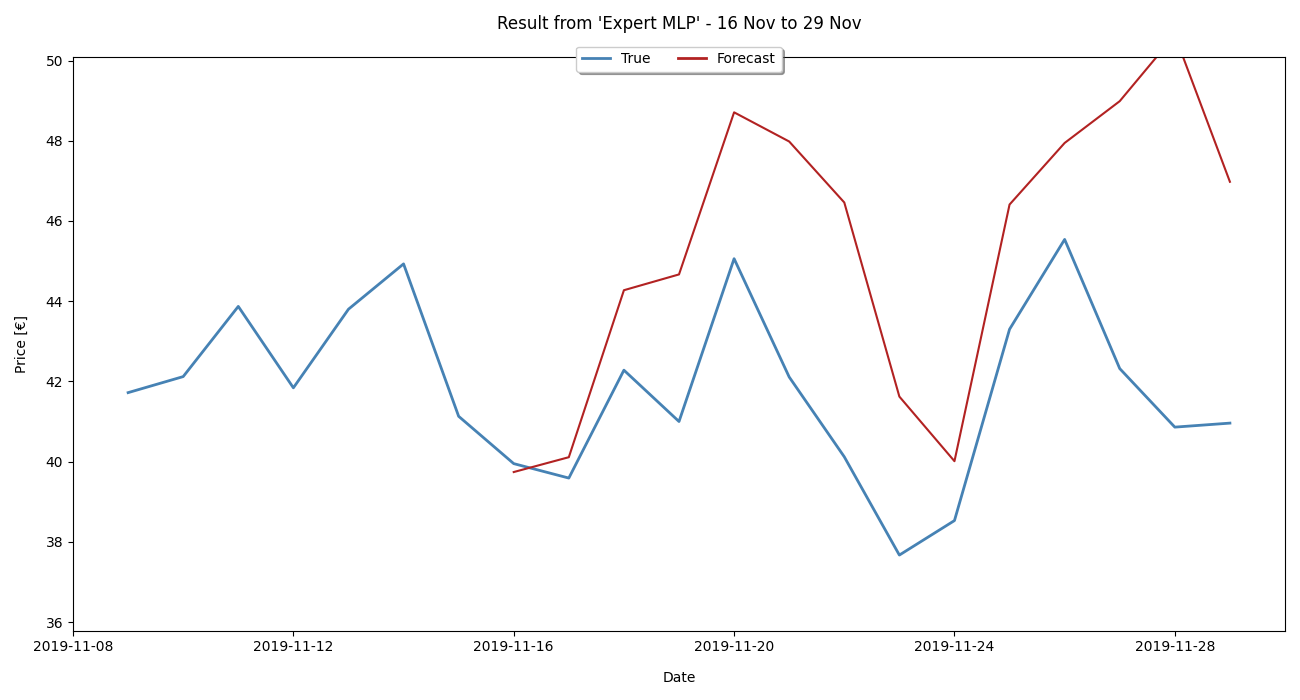 Result from 'Expert MLP' - 16 Nov to 29 Nov
True Forecast
50
48
46
44
42
40
38
36
Price [€]
2019-11-08 2019-11-12 2019-11-16 2019-11-20 2019-11-24 2019-11-28
Date